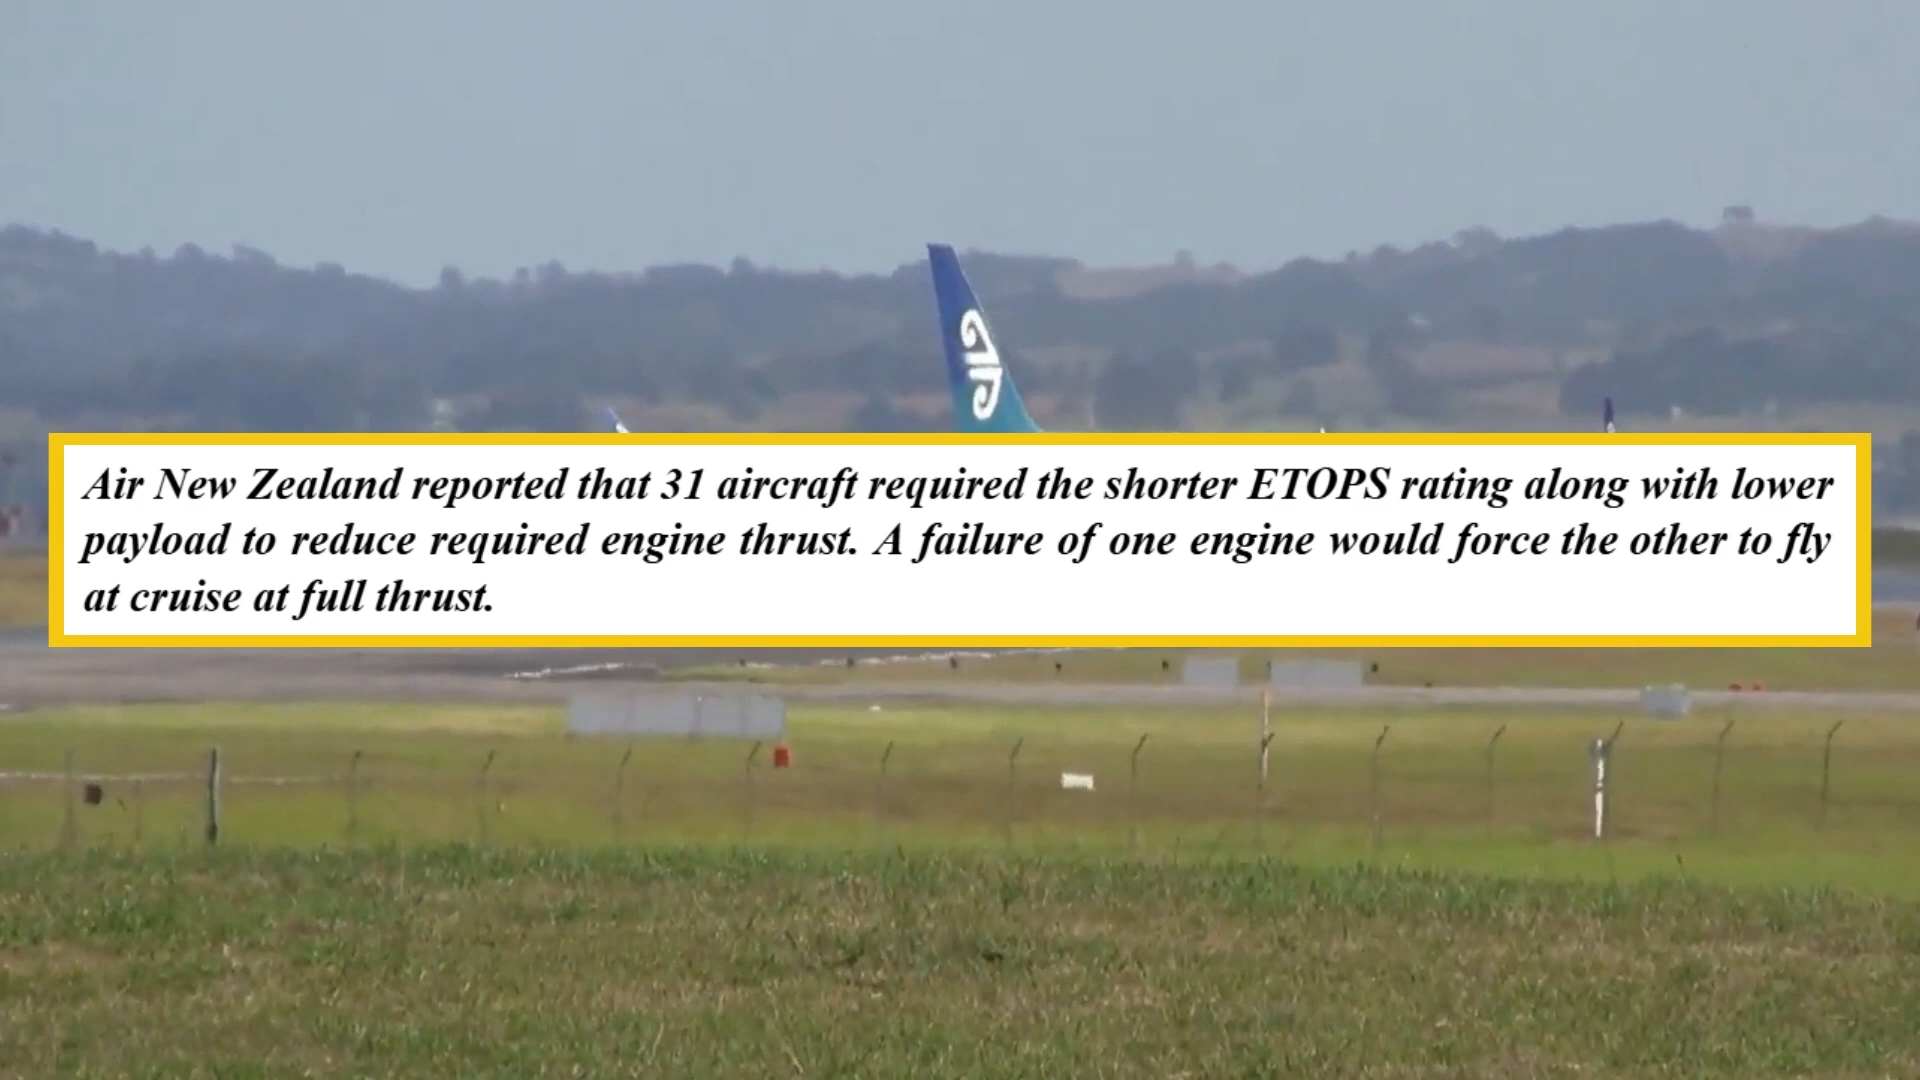 Air New Zealand reported that 31 aircraft required the shorter ETOPS rating along with lower
payload to reduce required engine thrust. A failure of one engine would force the other to fly
at cruise at full thrust.